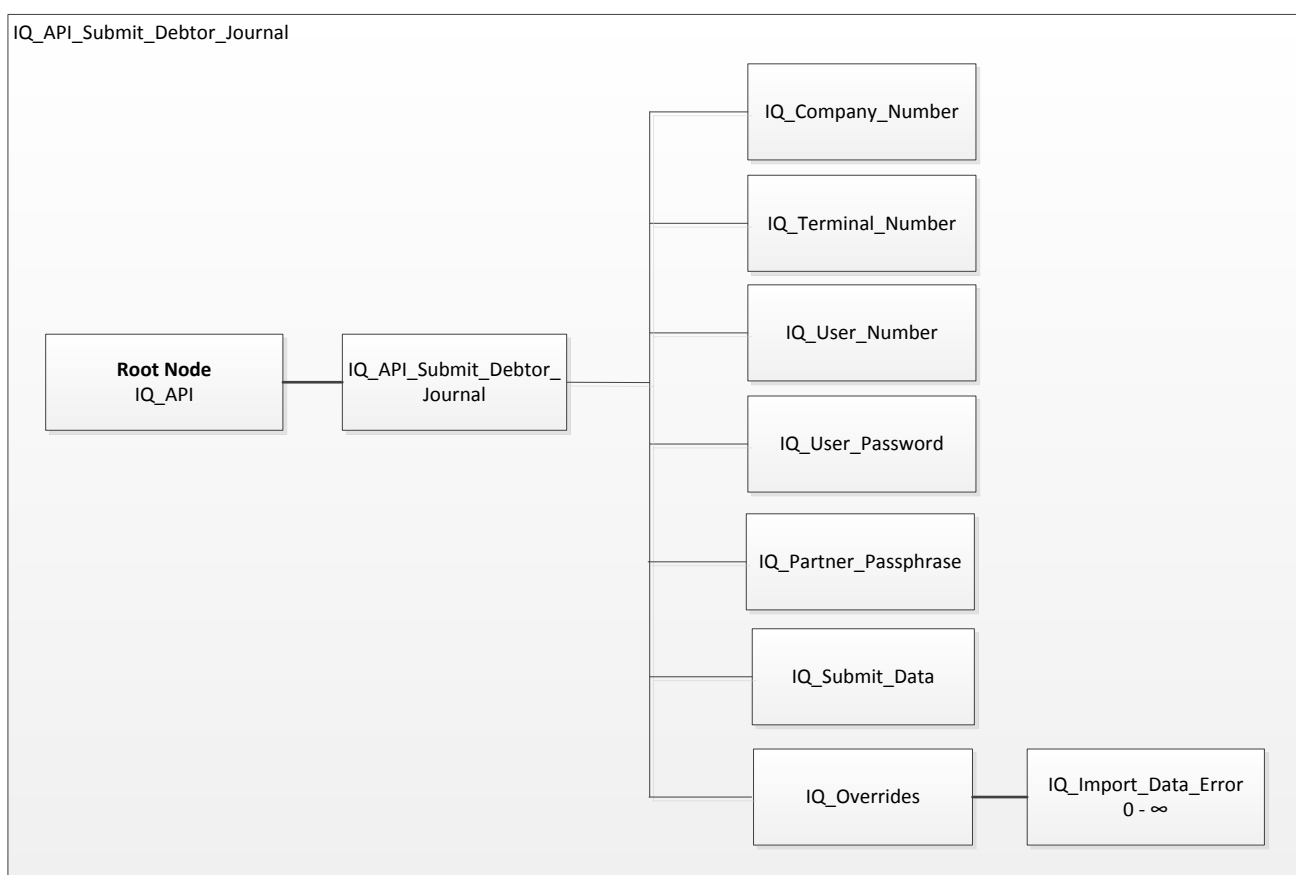 IQ_API_Submit_Debtor_Journal
Root Node
IQ_API
IQ_API_Submit_Debtor_
Journal
IQ_Company_Number
IQ_Terminal_Number
IQ_User_Number
IQ_User_Password
IQ_Partner_Passphrase
IQ_Submit_Data
IQ_Overrides
IQ_Import_Data_Error
0 - ∞